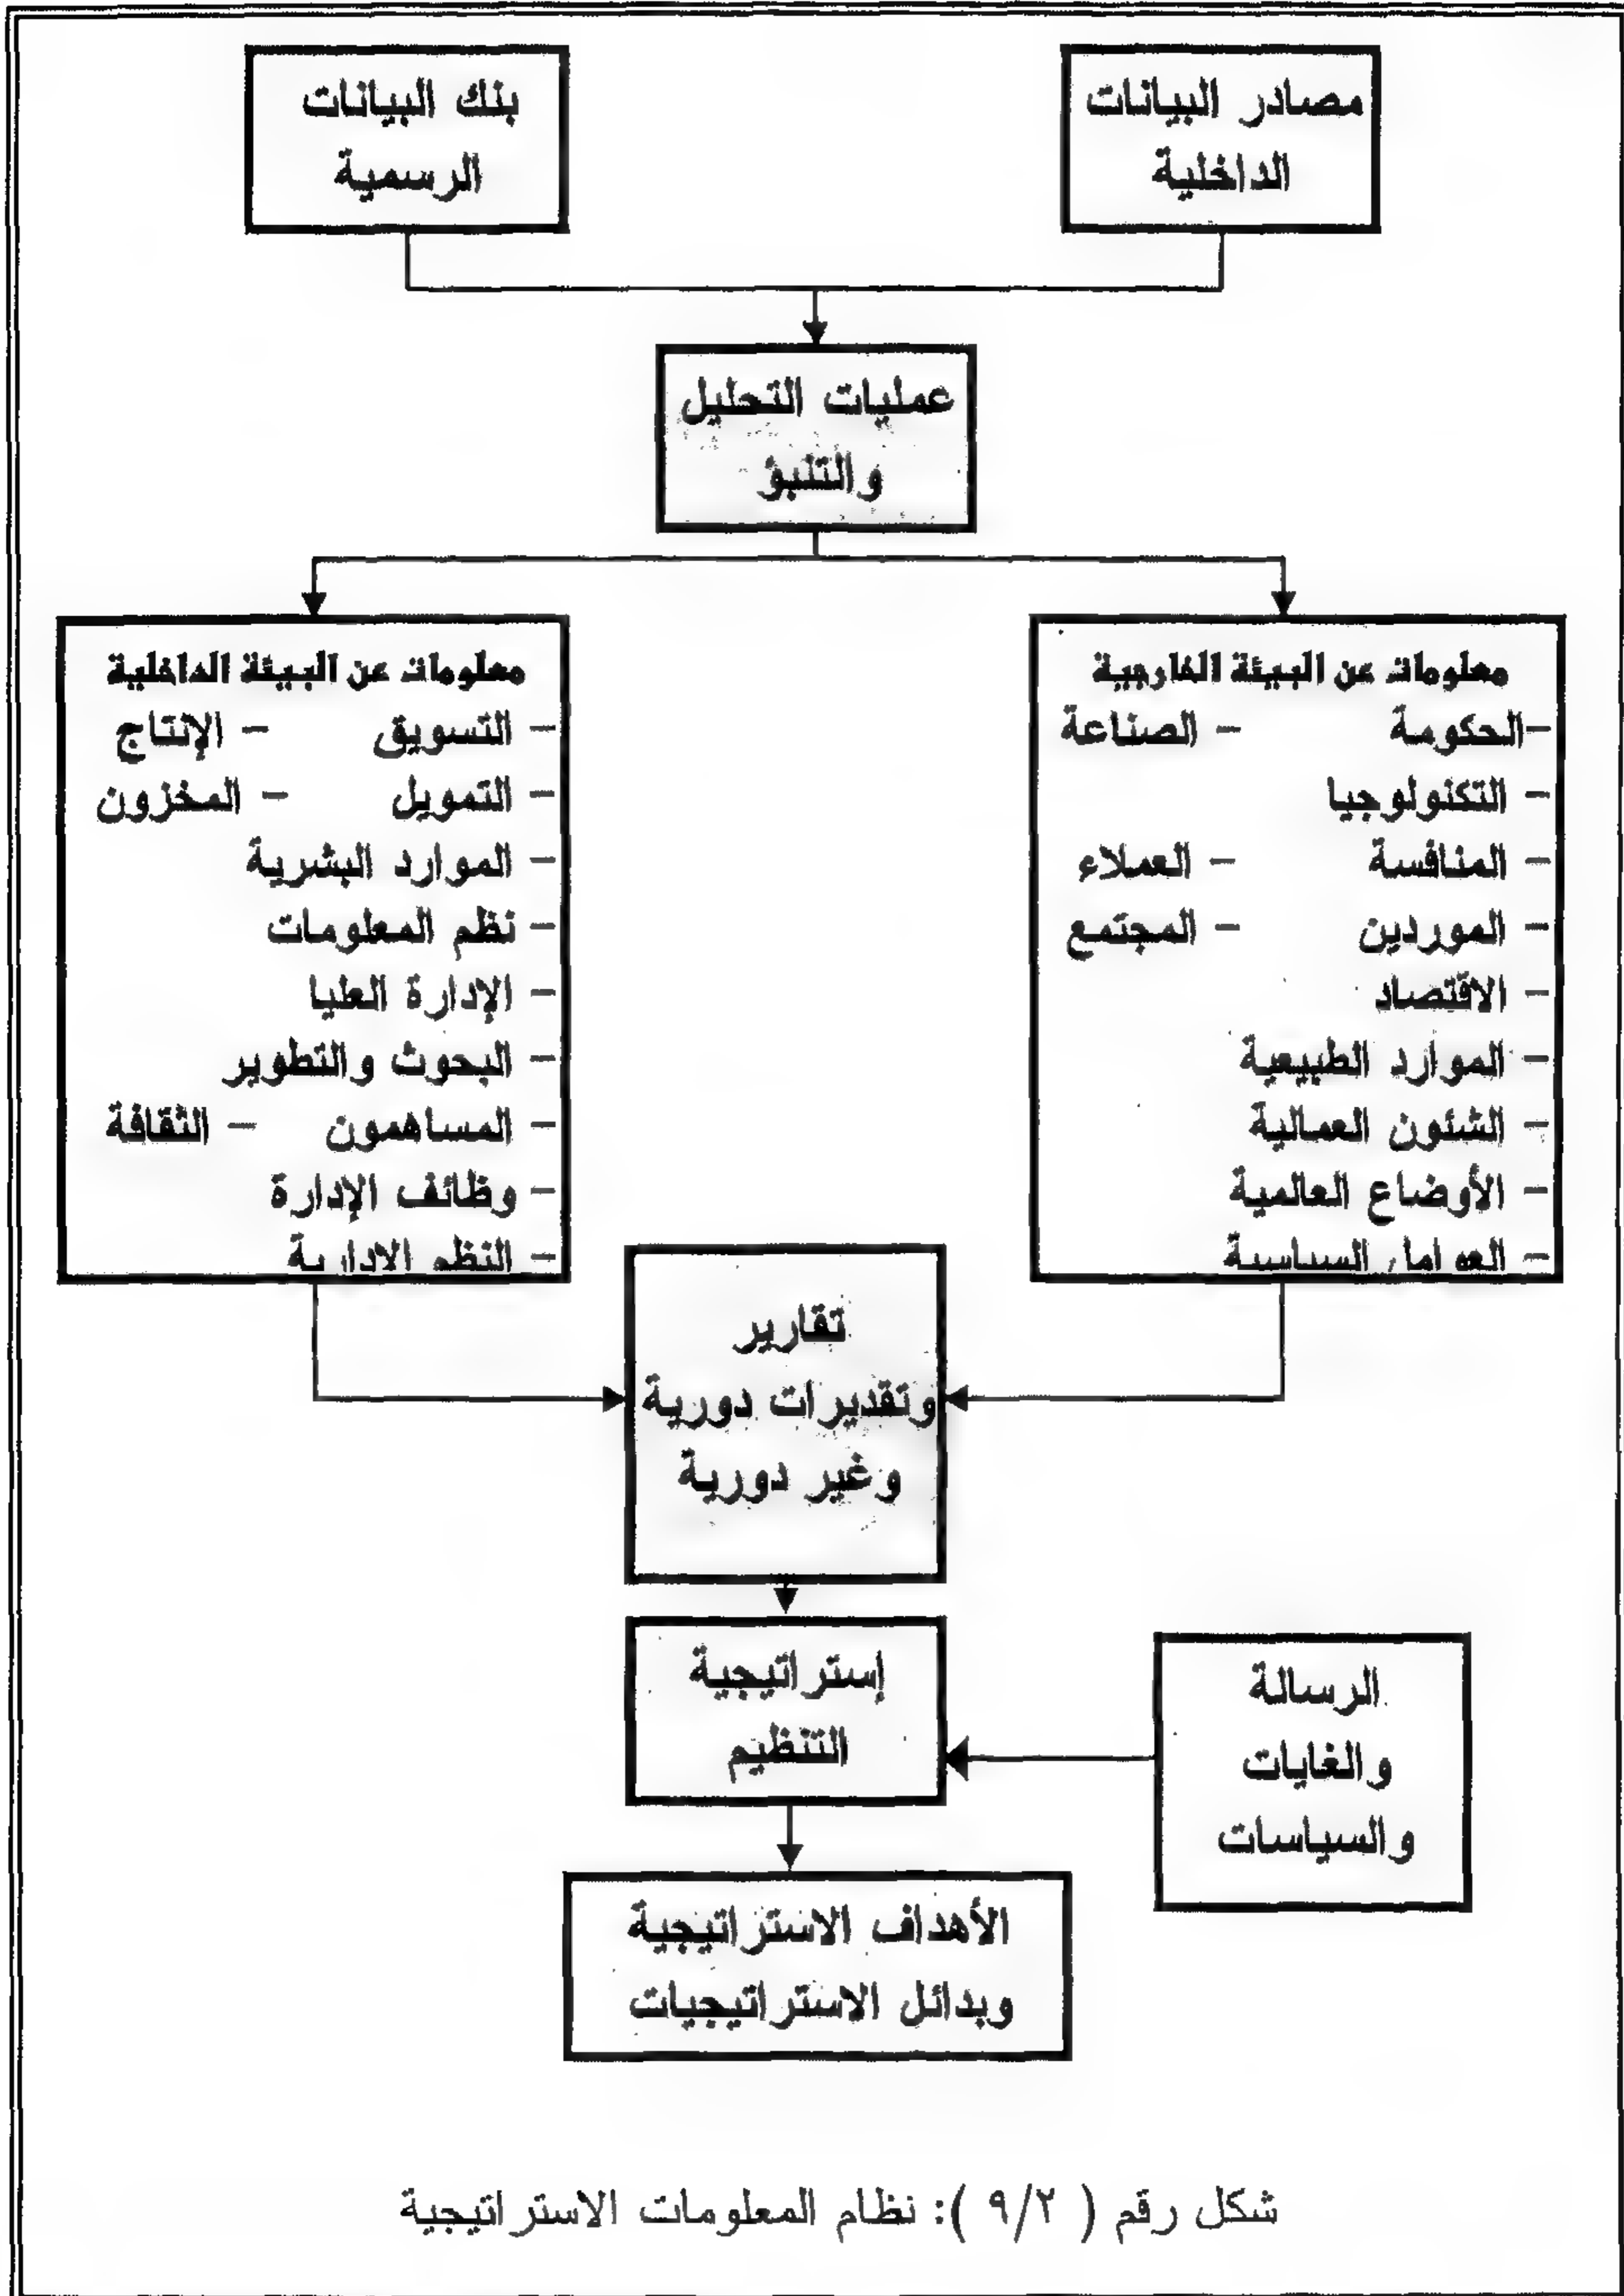 مصادر البيانات
الداخلية
بنك البيانات
الرسمية
عمليات التحليل
والتنبؤ
معلومات عن البيئة الخارجية
-الحكومة - الصناعة
- التكنولوجيا
- المنافسة - العملاء
- الموردين - المجتمع
- الاقتصاد
- الموارد الطبيعية
- الشئون العمالية
- الأوضاع العالمية
- العوامل السياسية
معلومات عن البيئة الداخلية
- التسويق - الإنتاج
- التمويل - المخزون
- الموارد البشرية
- نظم المعلومات
- الإدارة العليا
- البحوث والتطوير
- المساهمون - الثقافة
- وظائف الإدارة
- النظم الادارية
تقارير
وتقديرات دورية
وغير دورية
إستراتيجية
التنظيم
الرسالة
والغايات
والسياسات
الأهداف الاستراتيجية
وبدائل الاستراتيجيات
شكل رقم ( ٩/٢ ): نظام المعلومات الاستراتيجية